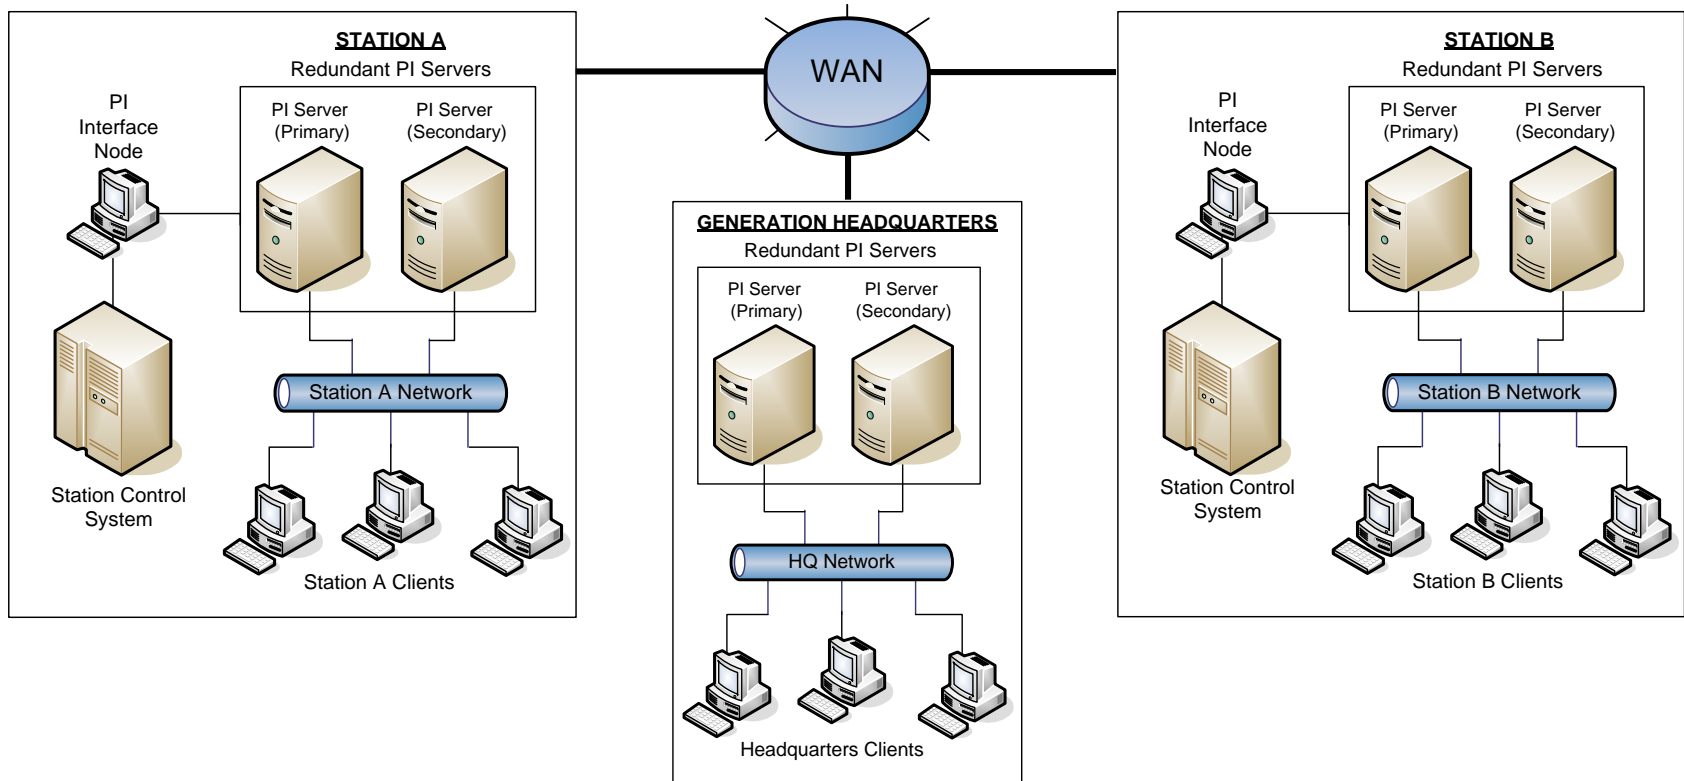 STATION A
Redundant PI Servers
PI
Interface
Node
PI Server
(Primary)
PI Server
(Secondary)
Station A Network
Station Control
System
Station A Clients
WAN
GENERATION HEADQUARTERS
Redundant PI Servers
PI Server
(Primary)
PI Server
(Secondary)
HQ Network
Headquarters Clients
STATION B
Redundant PI Servers
PI
Interface
Node
PI Server
(Primary)
PI Server
(Secondary)
Station B Network
Station Control
System
Station B Clients